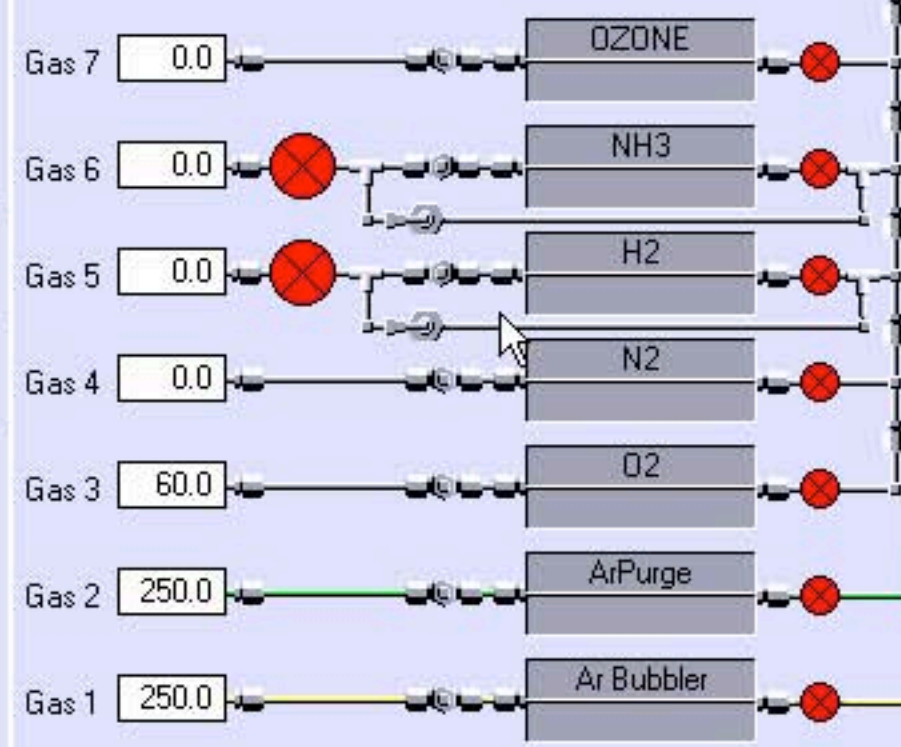 Gas 7 0.0 OZONE
Gas 6 0.0 NH3
Gas 5 0.0 H2
Gas 4 0.0 N2
Gas 3 60.0 O2
Gas 2 250.0 ArPurge
Gas 1 250.0 Ar Bubbler